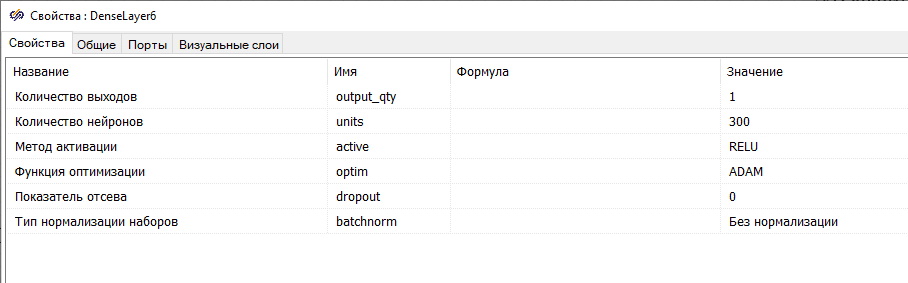 Свойства : DenseLayer6
Свойства Общие Порты Визуальные слои
Название Имя Формула Значение
Количество выходов output_qty 1
Количество нейронов units 300
Метод активации active RELU
Функция оптимизации optim ADAM
Показатель отсева dropout 0
Тип нормализации наборов batchnorm Без нормализации